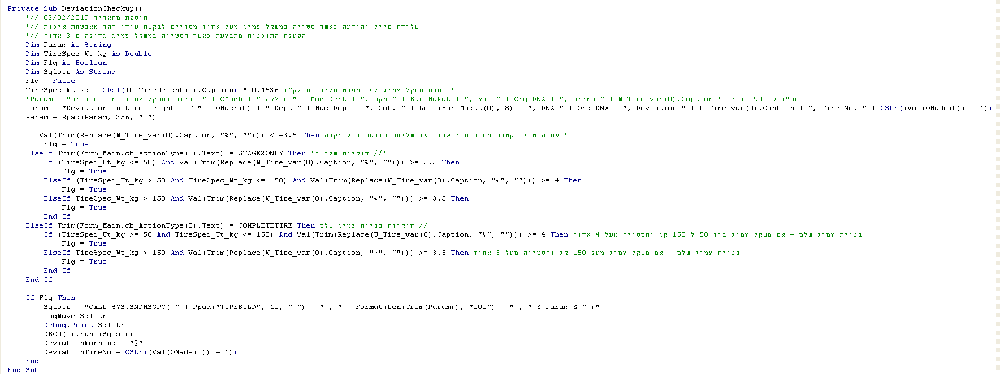 Private Sub DeviationCheckup()
'// תוספת מתאריך 03/02/2019
'// שליחת מייל והודעה כאשר סטייה במשקל צמיג מעל אחוד מסויים לבקשת עידו זהר מאבטחת איכות
'// הפעלת התוכנית מתבצעת כאשר הסטייה במשקל צמיג גדולה מ 3 אחוד
Dim Param As String
Dim TireSpec_Wt_kg As Double
Dim Flg As Boolean
Dim Sqlstr As String
Flg = False
TireSpec_Wt_kg = CDbl(lb_TireWeight(0).Caption) * 0.4536 ' המרת משקל צמיג לפי מפרט מליברות לק"ג
'Param = "חריגה במשקל צמיג במכונת בניה " + OMach + " מחלקה " + Mac_Dept + ". מקט " + Bar_Makat + ", דנא " + Org_DNA + ", סטייה " + W_Tire_var(0).Caption ' סה"כ עד 90 תווים
Param = "Deviation in tire weight - T-" + OMach(0) + " Dept " + Mac_Dept + ". Cat. " + Left(Bar_Makat(0), 8) + ", DNA " + Org_DNA + ", Deviation " + W_Tire_var(0).Caption + ", Tire No. " + CStr((Val(OMade(0)) + 1))
Param = Rpad(Param, 256, " ")
If Val(Trim(Replace(W_Tire_var(0).Caption, "%", ""))) < -3.5 Then ' אם הסטייה קטנה ממינוס 3 אחוד אז שליחת הודעה בכל מקרה
Flg = True
ElseIf Trim(Form_Main.cb_ActionType(0).Text) = STAGE2ONLY Then '// חוקיות שלב ב'
If (TireSpec_Wt_kg <= 50) And Val(Trim(Replace(W_Tire_var(0).Caption, "%", ""))) >= 5.5 Then
Flg = True
ElseIf (TireSpec_Wt_kg > 50 And TireSpec_Wt_kg <= 150) And Val(Trim(Replace(W_Tire_var(0).Caption, "%", ""))) >= 4 Then
Flg = True
ElseIf TireSpec_Wt_kg > 150 And Val(Trim(Replace(W_Tire_var(0).Caption, "%", ""))) >= 3.5 Then
Flg = True
End If
ElseIf Trim(Form_Main.cb_ActionType(0).Text) = COMPLETETIRE Then '// חוקיות בניית צמיג שלם
If (TireSpec_Wt_kg >= 50 And TireSpec_Wt_kg <= 150) And Val(Trim(Replace(W_Tire_var(0).Caption, "%", ""))) >= 4 Then 'בניית צמיג שלם - אם משקל צמיג בין 50 ל 150 קג והסטייה מעל 4 אחוד
Flg = True
ElseIf TireSpec_Wt_kg > 150 And Val(Trim(Replace(W_Tire_var(0).Caption, "%", ""))) >= 3.5 Then 'בניית צמיג שלם - אם משקל צמיג מעל 150 קג והסטייה מעל 3 אחוד
Flg = True
End If
End If
If Flg Then
Sqlstr = "CALL SYS.SNDMSGPC('" + Rpad("TIREBULD", 10, " ") + "','" + Format(Len(Trim(Param)), "000") + "','" & Param & "')"
LogWave Sqlstr
Debug.Print Sqlstr
DBCO(0).run (Sqlstr)
DeviationWorning = "@"
DeviationTireNo = CStr((Val(OMade(0)) + 1))
End If
End Sub